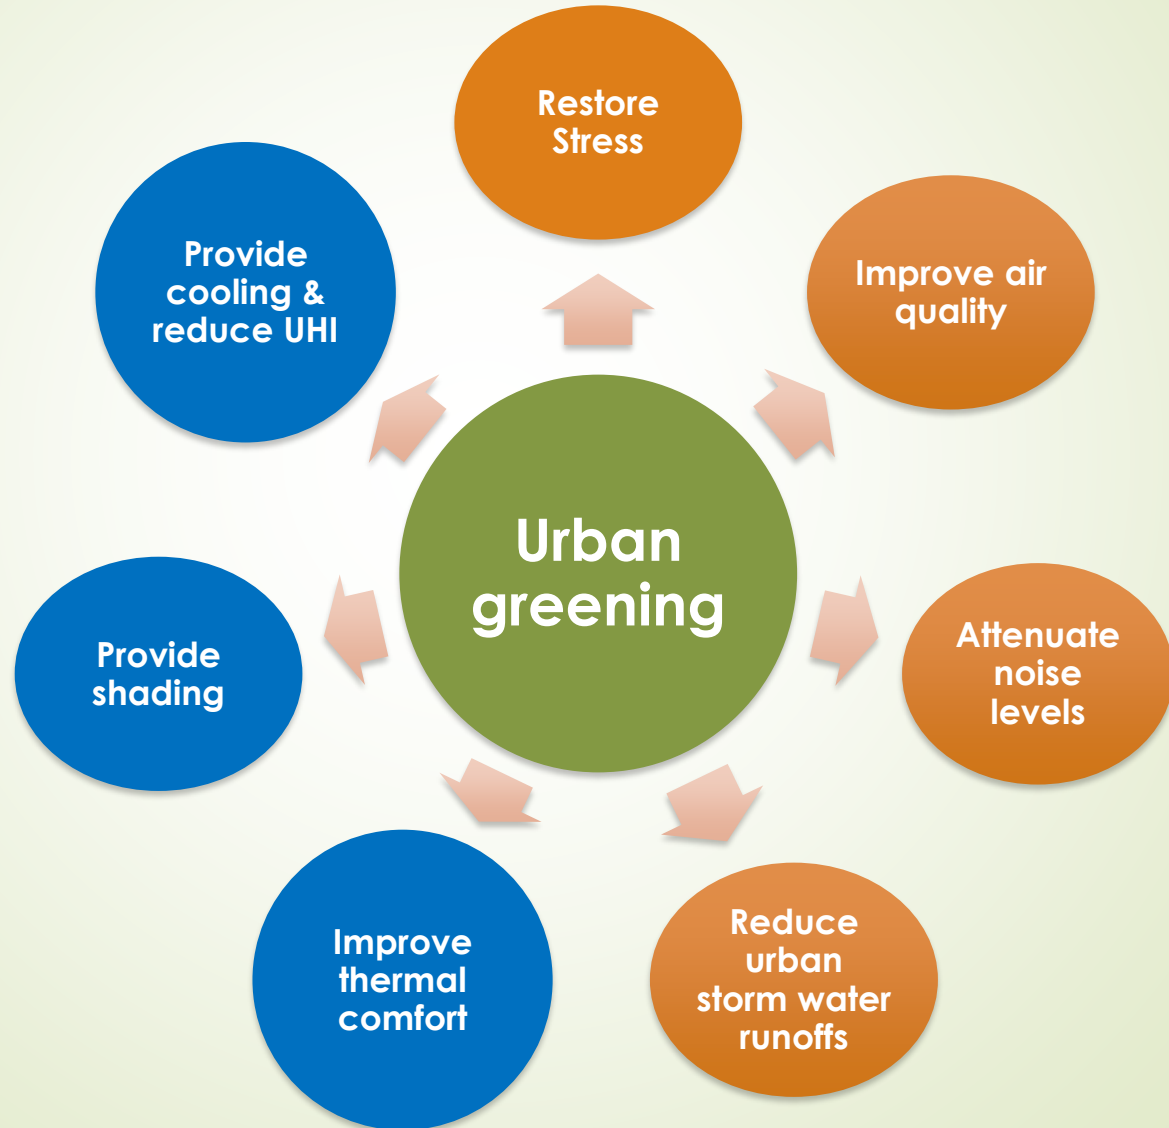 Restore
Stress
Improve air
quality
Attenuate
noise
levels
Reduce
urban
storm water
runoffs
Improve
thermal
comfort
Provide
shading
Provide
cooling &
reduce UHI
Urban
greening